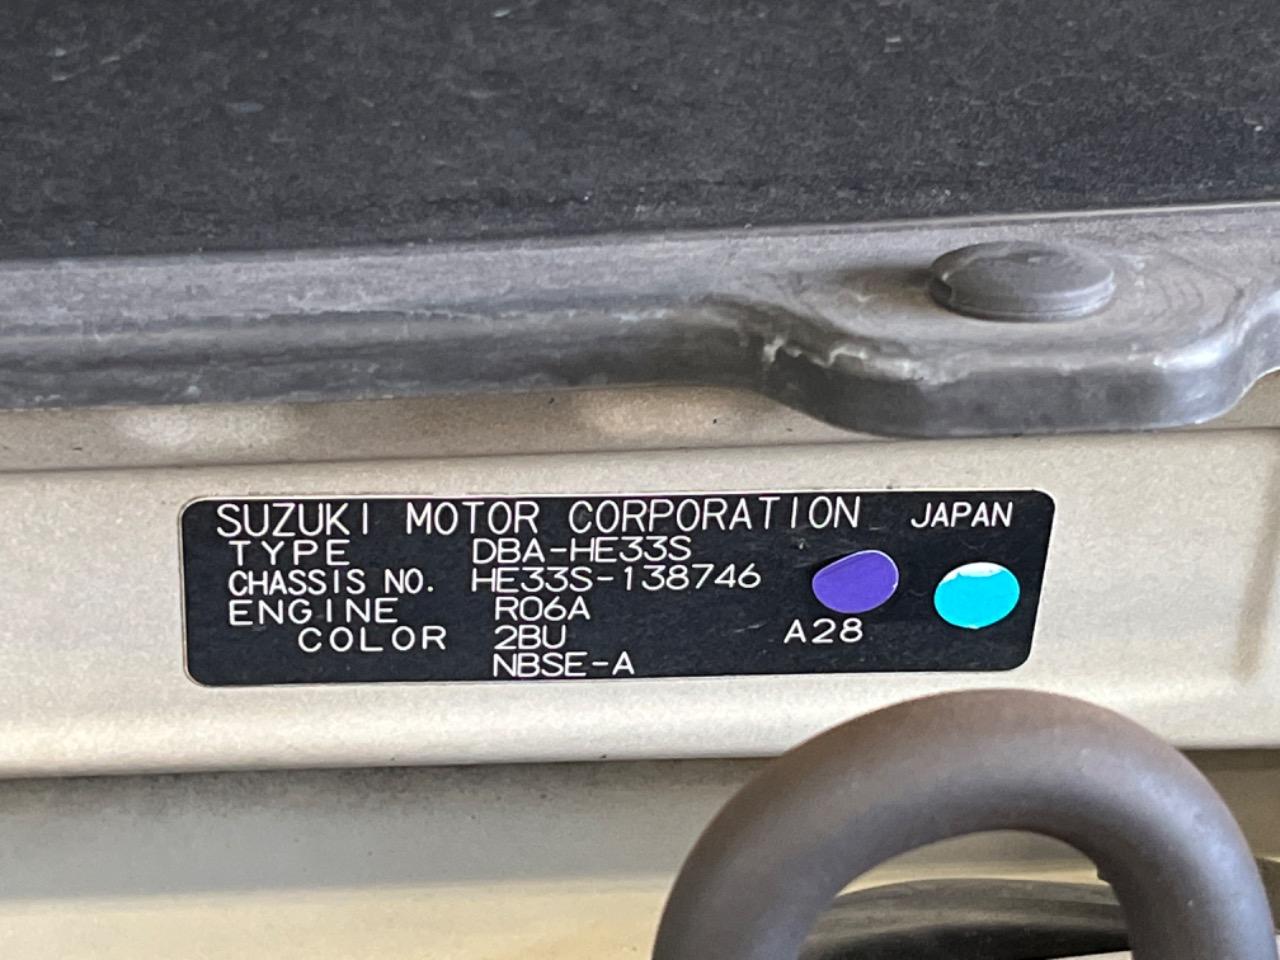 SUZUKI MOTOR CORPORATION JAPAN
TYPE DBA-HE33S
CHASSIS NO. HE33S-138746
ENGINE R06A
COLOR 2BU A28
NBSE-A